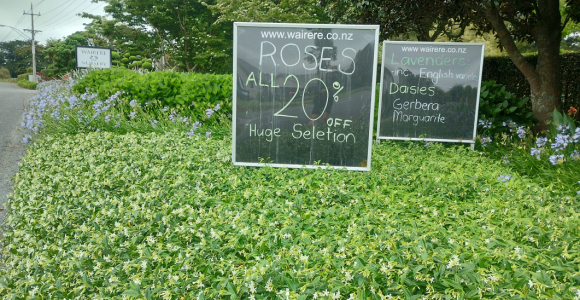 WAIRERE
www.wairere.co.nz
ROSES
ALL 20%
OFF
Huge Seletion
www.wairere.co.nz
Lavenders
inc English
Daisies
Gerbera
Marguarite